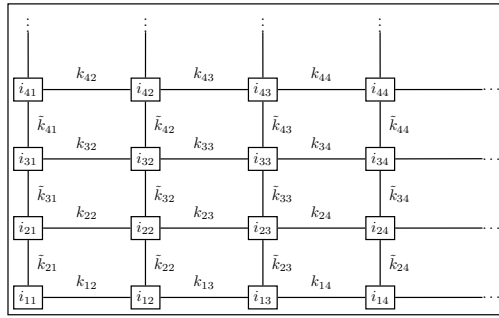 ⋮ ⋮ ⋮ ⋮
k₄₂ k₄₃ k₄₄
i₄₁ i₄₂ i₄₃ i₄₄ ⋯
k̃₄₁ k̃₄₂ k̃₄₃ k̃₄₄
k₃₂ k₃₃ k₃₄
i₃₁ i₃₂ i₃₃ i₃₄ ⋯
k̃₃₁ k̃₃₂ k̃₃₃ k̃₃₄
k₂₂ k₂₃ k₂₄
i₂₁ i₂₂ i₂₃ i₂₄ ⋯
k̃₂₁ k̃₂₂ k̃₂₃ k̃₂₄
k₁₂ k₁₃ k₁₄
i₁₁ i₁₂ i₁₃ i₁₄ ⋯